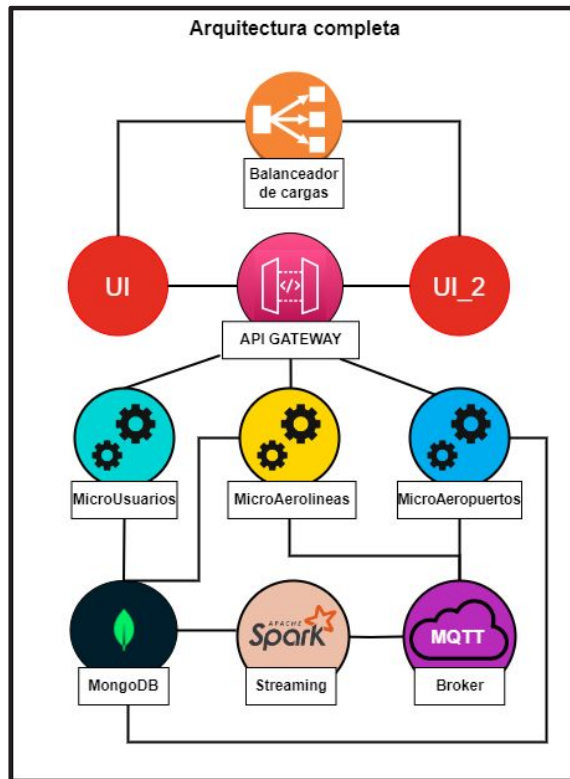 Arquitectura completa
Balanceador
de cargas
UI
UI_2
</>
API GATEWAY
MicroUsuarios
MicroAerolineas
MicroAeropuertos
APACHE
Spark
MQTT
MongoDB
Streaming
Broker